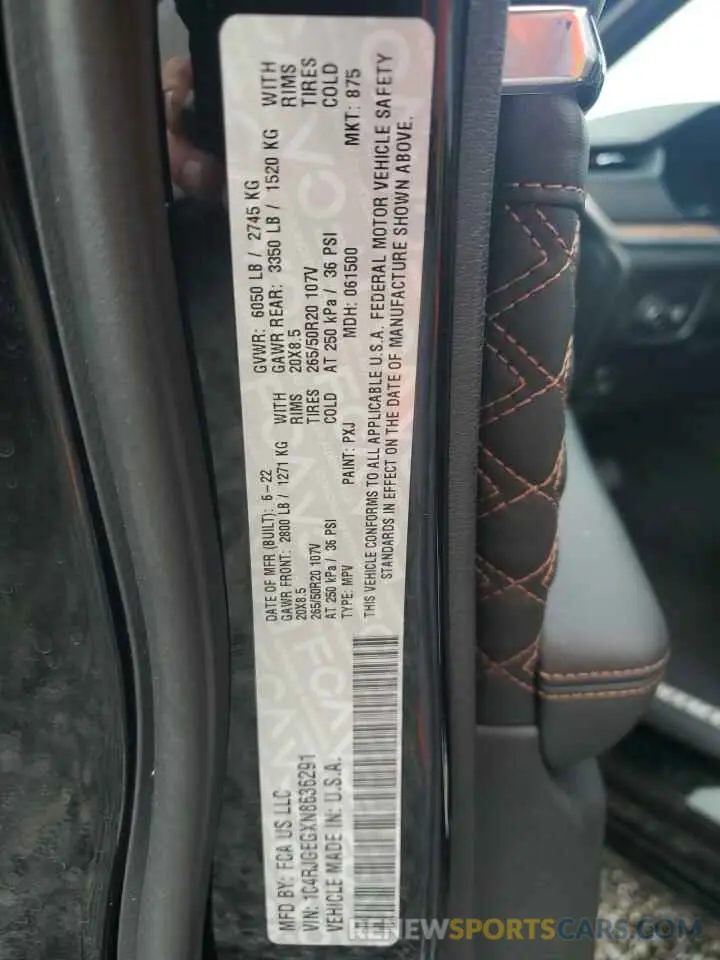 MFD BY: FCA US LLC
DATE OF MFR (BUILT): 6-22
GVWR: 6050 LB / 2745 KG
VIN: 1C4RJGEGXN8636291
GAWR FRONT: 2800 LB / 1271 KG WITH
GAWR REAR: 3350 LB / 1520 KG WITH
20X8.5 RIMS
20X8.5 RIMS
VEHICLE MADE IN: U.S.A.
265/50R20 107V TIRES
265/50R20 107V TIRES
AT 250 kPa / 36 PSI COLD
AT 250 kPa / 36 PSI COLD
TYPE: MPV PAINT: PXJ MDH: 061500 MKT: 875
THIS VEHICLE CONFORMS TO ALL APPLICABLE U.S.A. FEDERAL MOTOR VEHICLE SAFETY
STANDARDS IN EFFECT ON THE DATE OF MANUFACTURE SHOWN ABOVE.
RENEWSNEWSAUTO.COM